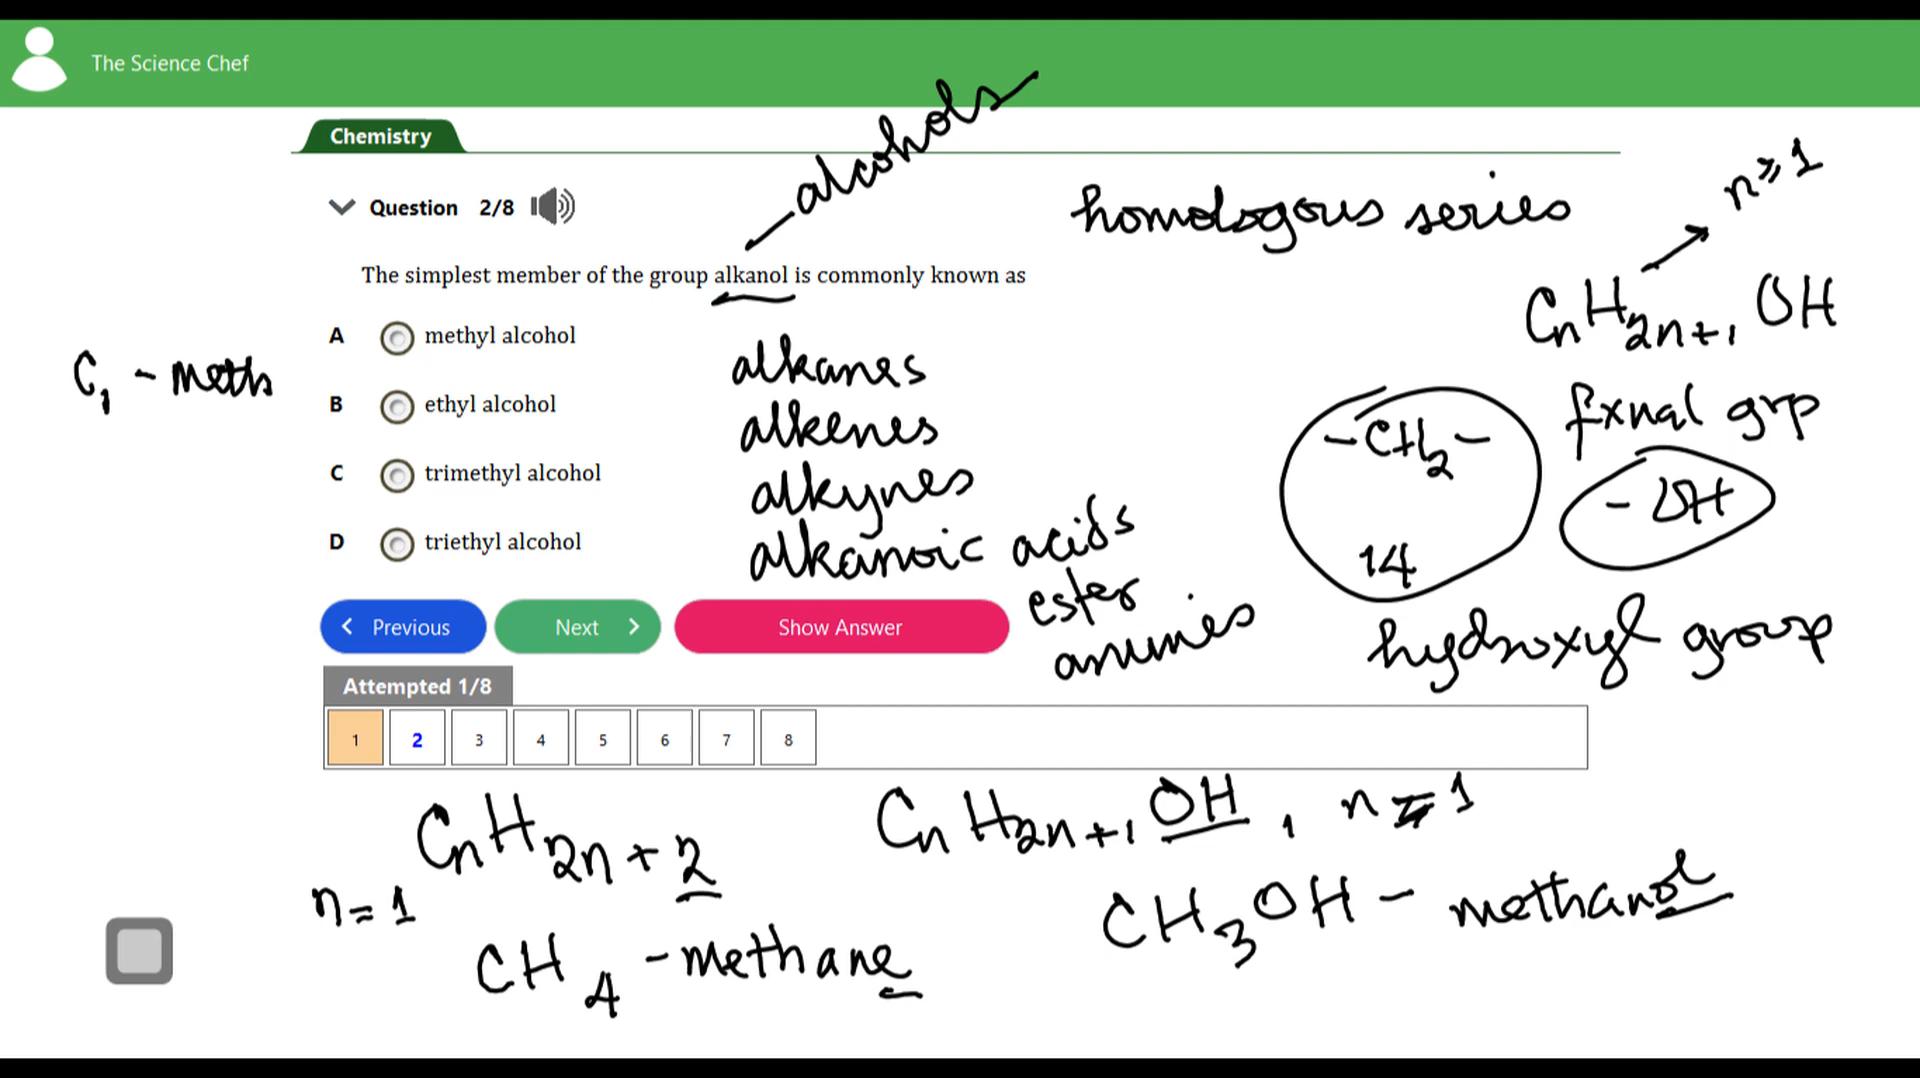 The Science Chef
Chemistry
alcohols
homologous series
n ≥ 1
Question 2/8
The simplest member of the group alkanol is commonly known as
CnH2n+1 OH
A methyl alcohol
B ethyl alcohol
C trimethyl alcohol
D triethyl alcohol
C1 - meth
alkanes
alkenes
alkynes
alkanoic acids
ester
-CH2-
14
fxnal grp
- OH
hydroxyl group
Previous
Next
Show Answer
Attempted 1/8
1 2 3 4 5 6 7 8
CnH2n+2
n=1
CH4 - methane
CnH2n+1 OH, n = 1
CH3OH - methanol